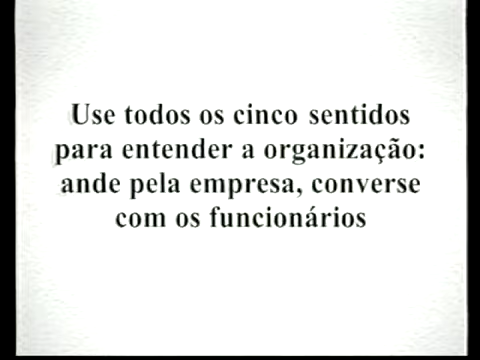 Use todos os cinco sentidos
para entender a organização:
ande pela empresa, converse
com os funcionários